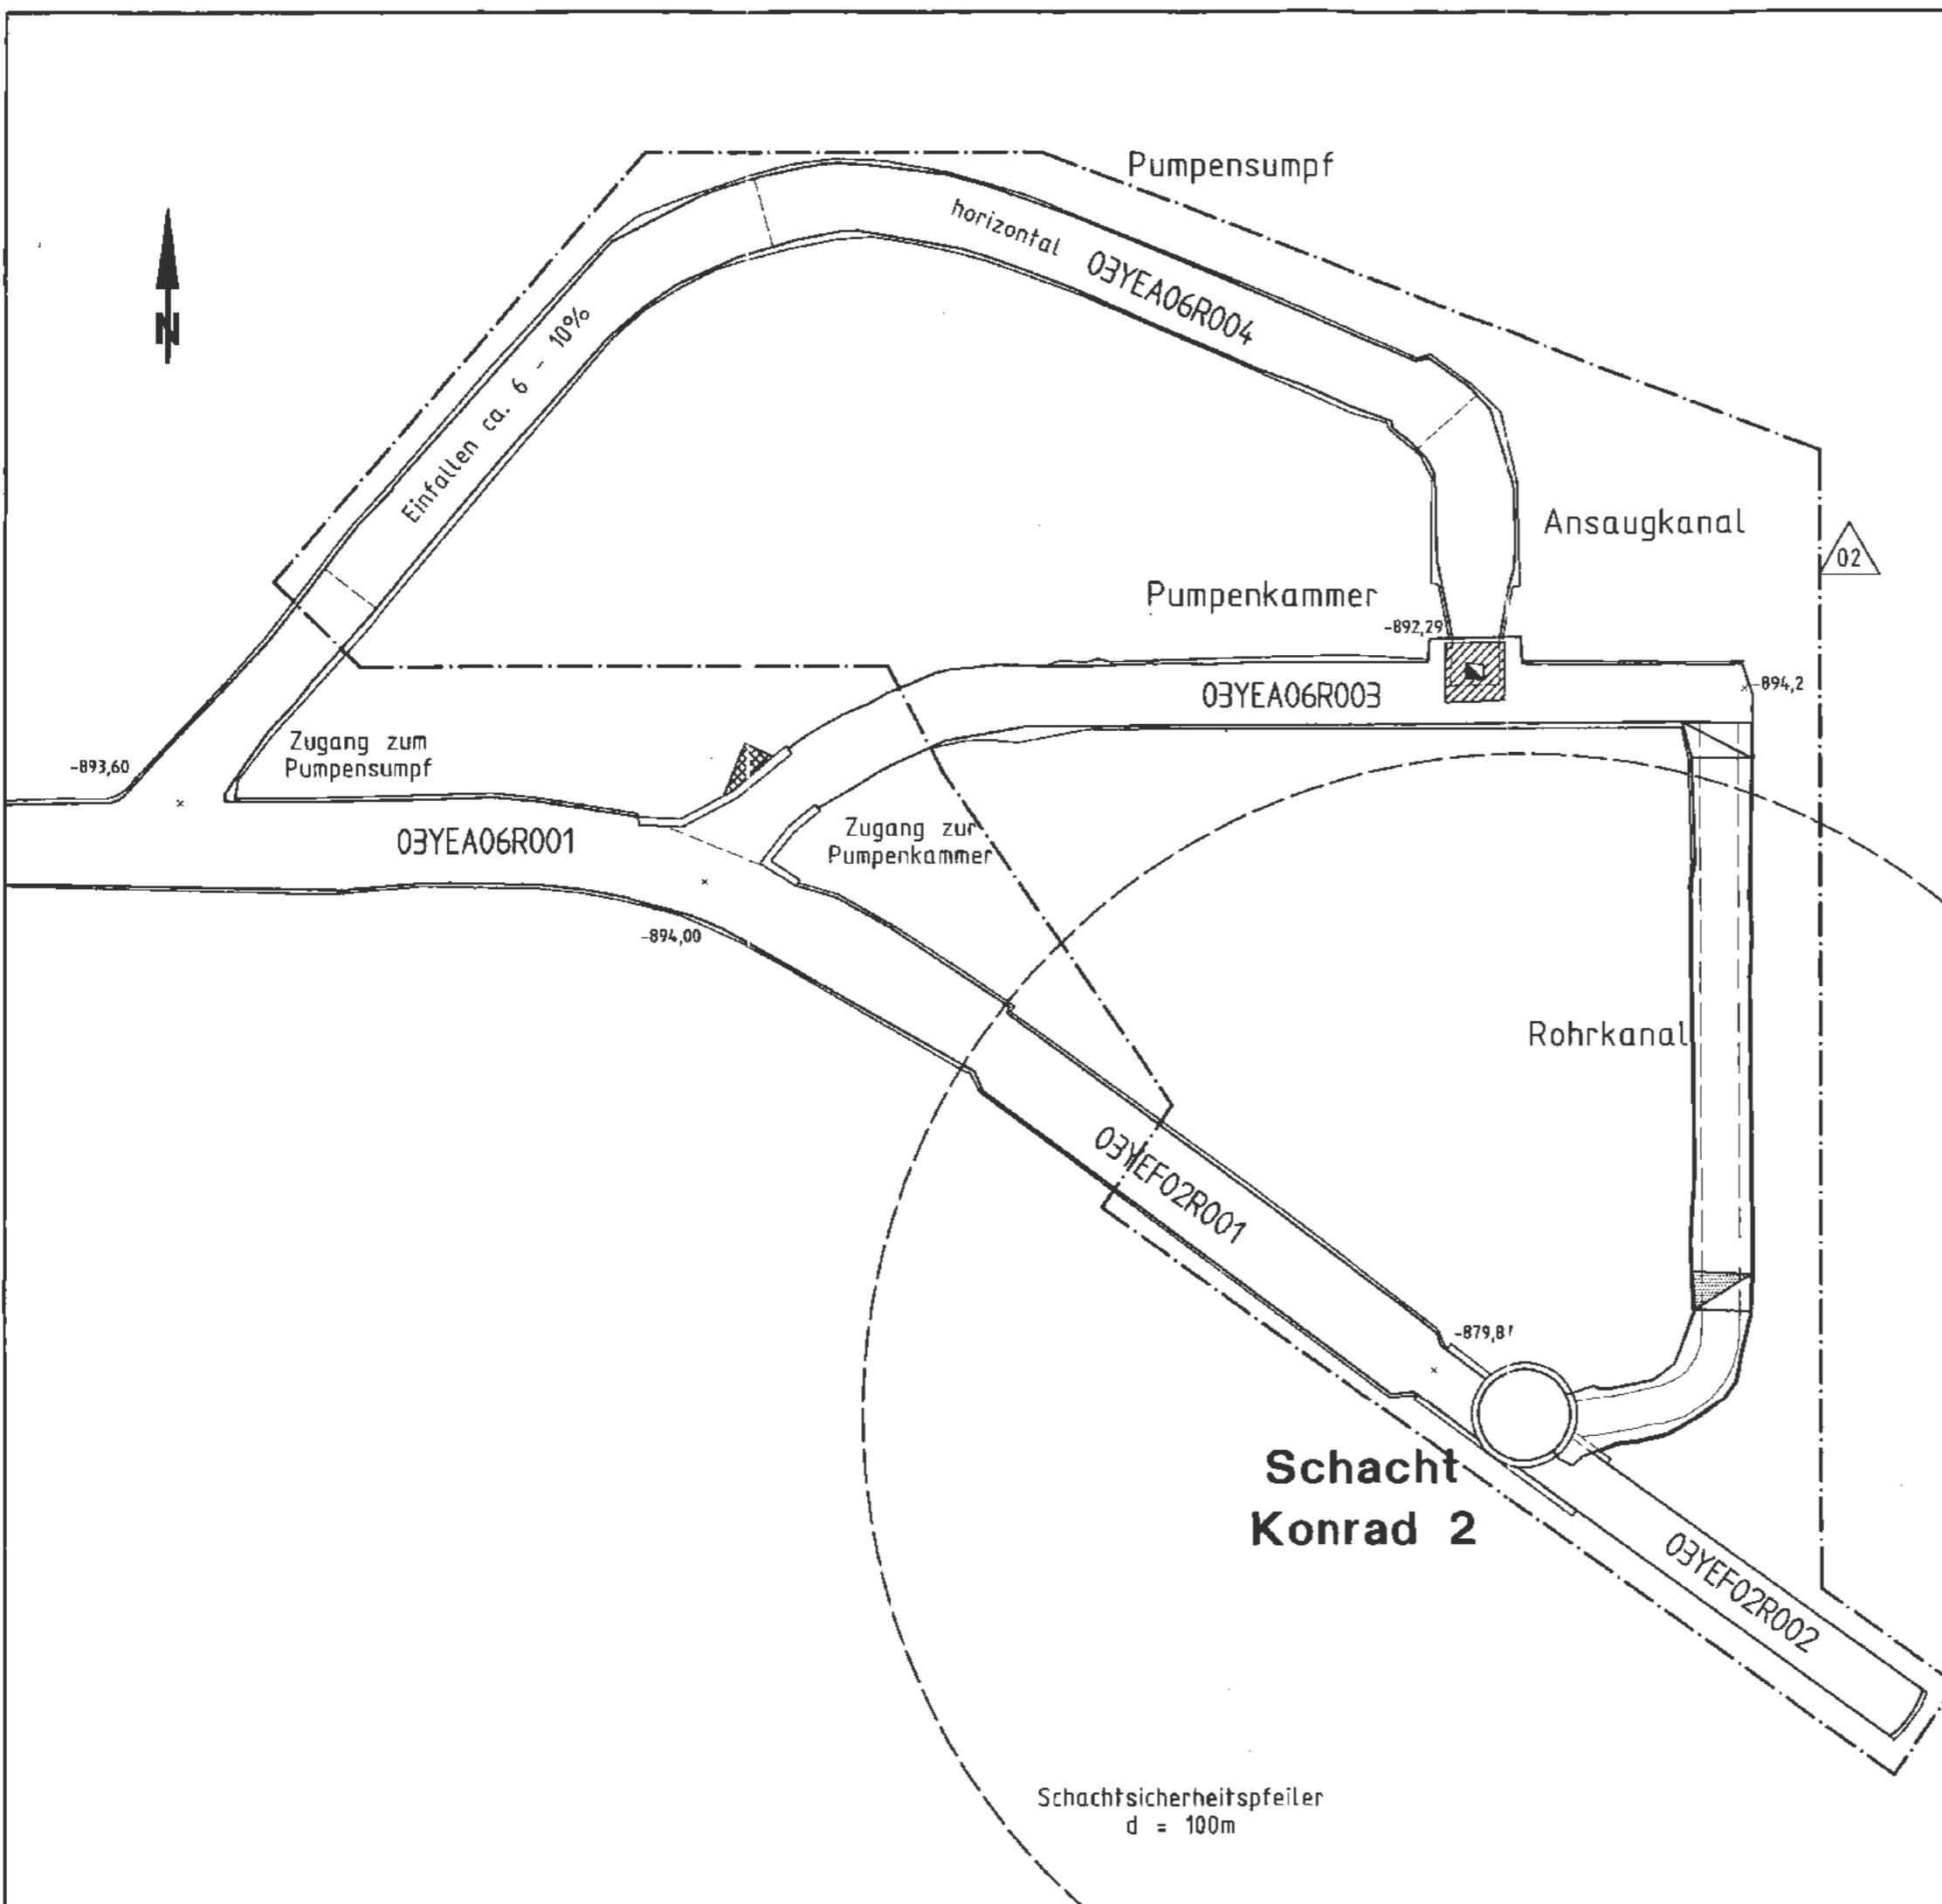 Pumpensumpf
horizontal 03YEA06R004
N
Einfallen ca. 6 - 10%
Ansaugkanal
02
Pumpenkammer
-892,29
03YEA06R003
-894,2
Zugang zum
Pumpensumpf
-893,60
03YEA06R001
Zugang zur
Pumpenkammer
-894,00
Rohrkanal
03YEF02R001
-879,8
Schacht
Konrad 2
03YEF02R002
Schachtsicherheitspfeiler
d = 100m